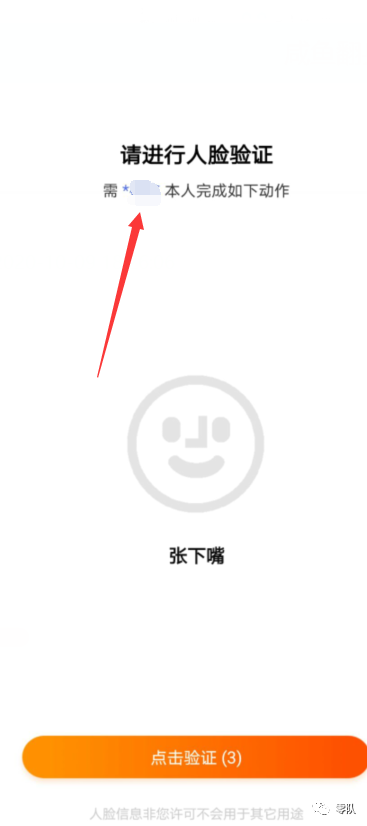 请进行人脸验证
需 * 本人完成如下动作
张下嘴
点击验证 (3)
人脸信息非您许可不会用于其它用途
零队